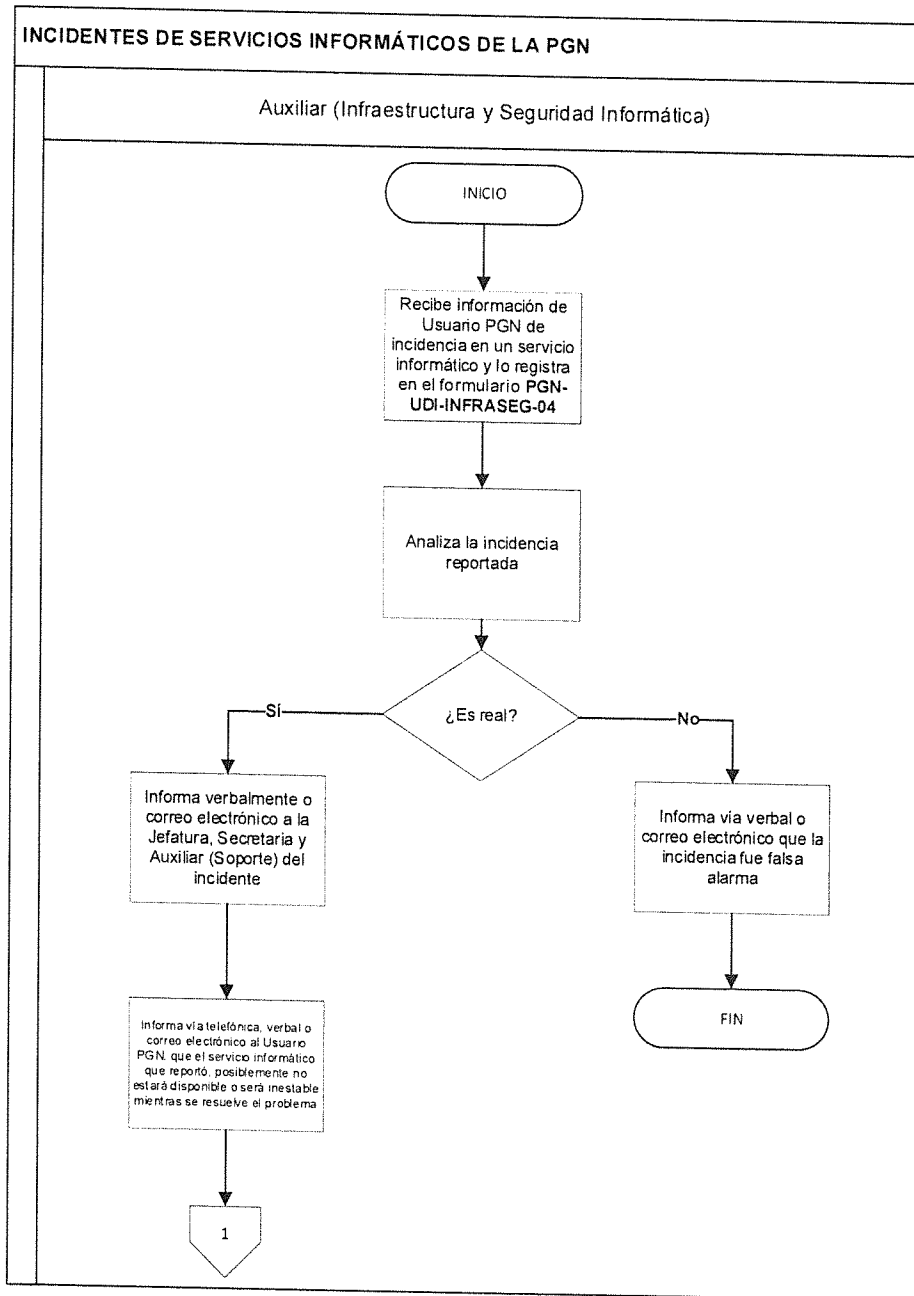 INCIDENTES DE SERVICIOS INFORMÁTICOS DE LA PGN
Auxiliar (Infraestructura y Seguridad Informática)
INICIO
Recibe información de
Usuario PGN de
incidencia en un servicio
informático y lo registra
en el formulario PGN-
UDI-INFRASEG-04
Analiza la incidencia
reportada
¿Es real?
Sí
No
Informa verbalmente o
correo electrónico a la
Jefatura, Secretaria y
Auxiliar (Soporte) del
incidente
Informa vía verbal o
correo electrónico que la
incidencia fue falsa
alarma
Informa vía telefónica, verbal o
correo electrónico al Usuario
PGN. que el servicio informático
que reportó, posiblemente no
estará disponible o será inestable
mientras se resuelve el problema
FIN
1